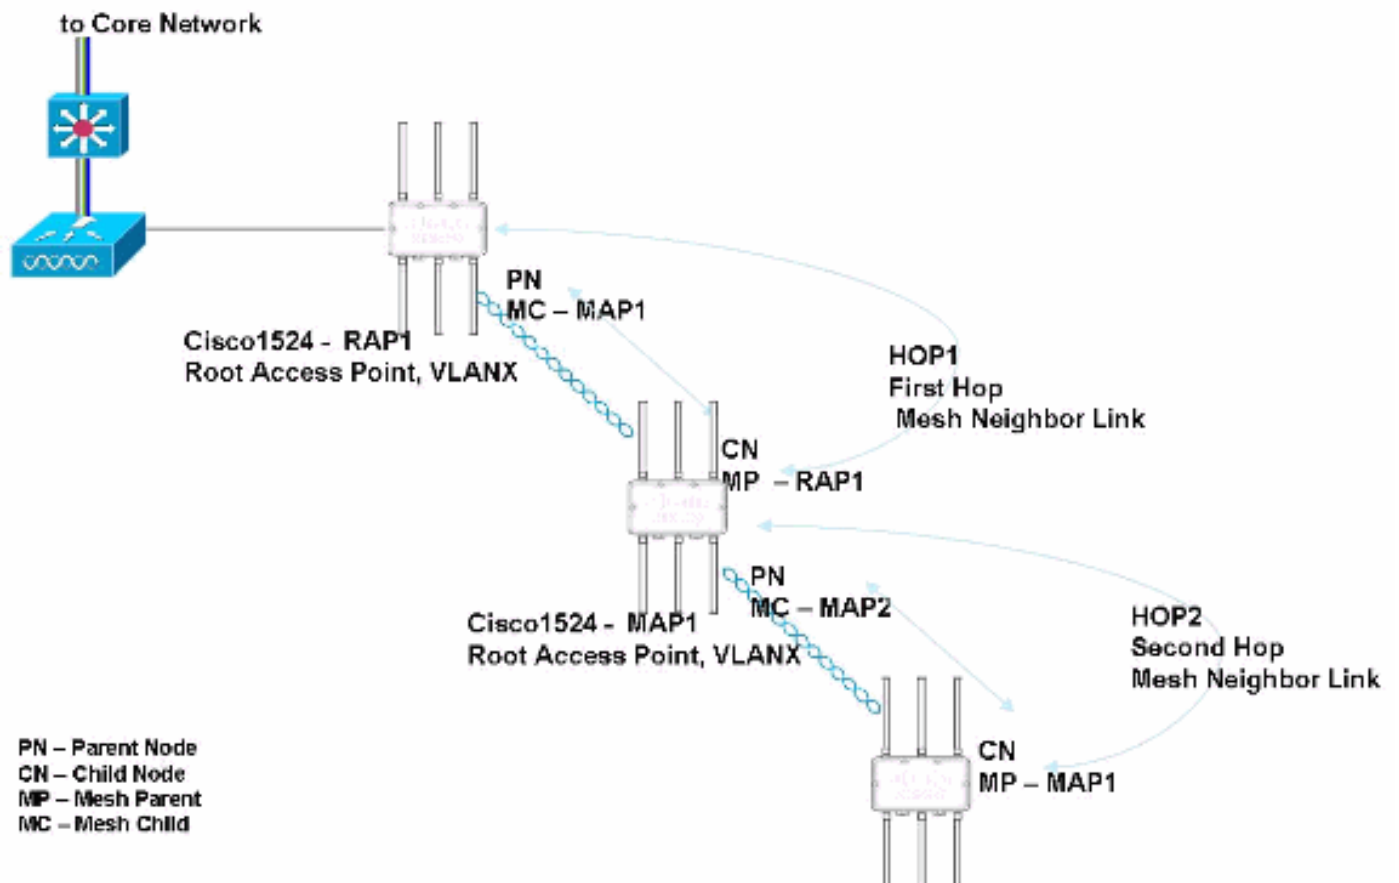 to Core Network
PN
MC – MAP1
Cisco1524 - RAP1
Root Access Point, VLANX
HOP1
First Hop
Mesh Neighbor Link
CN
MP – RAP1
PN
MC – MAP2
Cisco1524 - MAP1
Root Access Point, VLANX
HOP2
Second Hop
Mesh Neighbor Link
CN
MP – MAP1
PN – Parent Node
CN – Child Node
MP – Mesh Parent
MC – Mesh Child